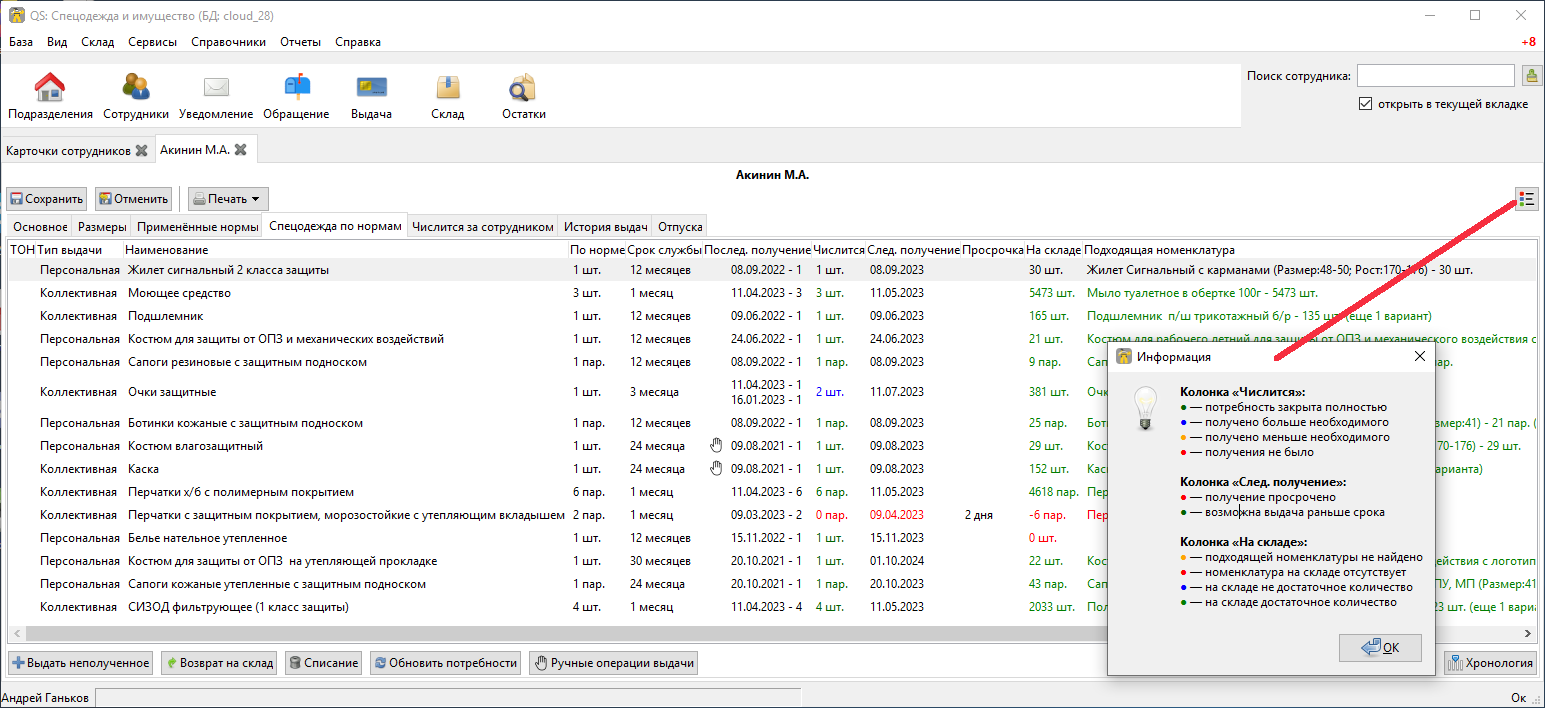 QS: Спецодежда и имущество (БД: cloud_28)
База Вид Склад Сервисы Справочники Отчеты Справка +8
Подразделения Сотрудники Уведомление Обращение Выдача Склад Остатки
Поиск сотрудника:
открыть в текущей вкладке
Карточки сотрудников Акинин М.А.
Акинин М.А.
Сохранить Отменить Печать
Основное Размеры Применённые нормы Спецодежда по нормам Числится за сотрудником История выдач Отпуска
ТОН Тип выдачи Наименование По норме Срок службы Послед. получение Числится След. получение Просрочка На складе Подходящая номенклатура
Персональная Жилет сигнальный 2 класса защиты 1 шт. 12 месяцев 08.09.2022 - 1 1 шт. 08.09.2023 30 шт. Жилет Сигнальный с карманами (Размер:48-50; Рост:170-176) - 30 шт.
Коллективная Моющее средство 3 шт. 1 месяц 11.04.2023 - 3 3 шт. 11.05.2023 5473 шт. Мыло туалетное в обертке 100г - 5473 шт.
Коллективная Подшлемник 1 шт. 12 месяцев 09.06.2022 - 1 1 шт. 09.06.2023 165 шт. Подшлемник п/ш трикотажный б/р - 135 шт. (еще 1 вариант)
Персональная Костюм для защиты от ОПЗ и механических воздействий 1 шт. 12 месяцев 24.06.2022 - 1 1 шт. 24.06.2023 21 шт. Костюм для рабочего летний для защиты от ОПЗ и механического воздействия с
Персональная Сапоги резиновые с защитным подноском 1 пар. 12 месяцев 08.09.2022 - 1 1 пар. 08.09.2023 9 пар. Сап ар.
Коллективная Очки защитные 1 шт. 3 месяца 11.04.2023 - 1 2 шт. 11.07.2023 381 шт. Очк
16.01.2023 - 1
Персональная Ботинки кожаные с защитным подноском 1 пар. 12 месяцев 08.09.2022 - 1 1 пар. 08.09.2023 25 пар. Бот змер:41) - 21 пар. (
Персональная Костюм влагозащитный 1 шт. 24 месяца 09.08.2021 - 1 1 шт. 09.08.2023 29 шт. Кос 70-176) - 29 шт.
Коллективная Каска 1 шт. 24 месяца 09.08.2021 - 1 1 шт. 09.08.2023 152 шт. Кас варианта)
Коллективная Перчатки х/б с полимерным покрытием 6 пар. 1 месяц 11.04.2023 - 6 6 пар. 11.05.2023 4618 пар. Пер
Коллективная Перчатки с защитным покрытием, морозостойкие с утепляющим вкладышем 2 пар. 1 месяц 09.03.2023 - 2 0 пар. 09.04.2023 2 дня -6 пар. Пер
Персональная Белье нательное утепленное 1 шт. 12 месяцев 15.11.2022 - 1 1 шт. 15.11.2023 0 шт.
Персональная Костюм для защиты от ОПЗ на утепляющей прокладке 1 шт. 30 месяцев 20.10.2021 - 1 1 шт. 01.10.2024 22 шт. Кос действия с логотип
Персональная Сапоги кожаные утепленные с защитным подноском 1 пар. 24 месяца 20.10.2021 - 1 1 пар. 20.10.2023 43 пар. Сап ПУ, МП (Размер:41
Коллективная СИЗОД фильтрующее (1 класс защиты) 4 шт. 1 месяц 11.04.2023 - 4 4 шт. 11.05.2023 2033 шт. Пол 23 шт. (еще 1 вариа
Информация
Колонка «Числится»:
● — потребность закрыта полностью
● — получено больше необходимого
● — получено меньше необходимого
● — получения не было
Колонка «След. получение»:
● — получение просрочено
● — возможна выдача раньше срока
Колонка «На складе»:
● — подходящей номенклатуры не найдено
● — номенклатура на складе отсутствует
● — на складе не достаточное количество
● — на складе достаточное количество
OK
Выдать неполученное Возврат на склад Списание Обновить потребности Ручные операции выдачи Хронология
Андрей Ганьков Ок